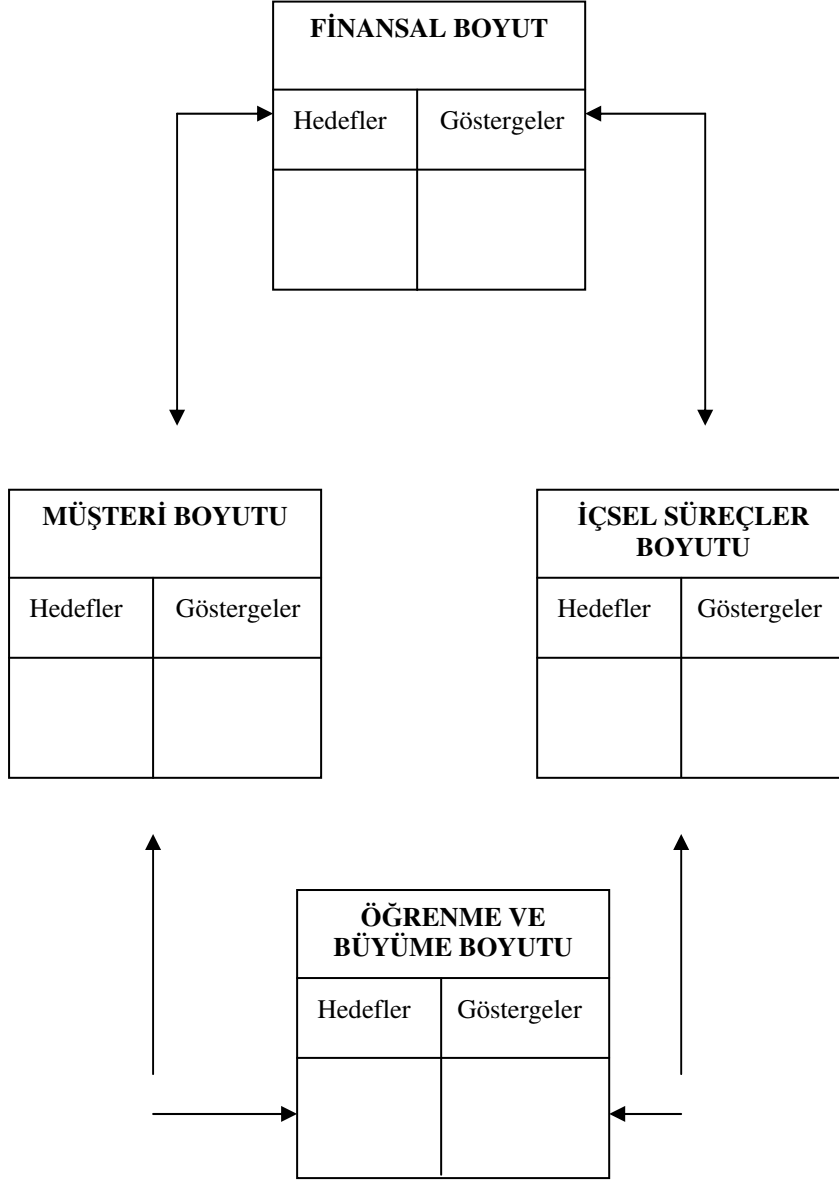 FİNANSAL BOYUT
Hedefler Göstergeler
MÜŞTERİ BOYUTU
Hedefler Göstergeler
İÇSEL SÜREÇLER
BOYUTU
Hedefler Göstergeler
ÖĞRENME VE
BÜYÜME BOYUTU
Hedefler Göstergeler